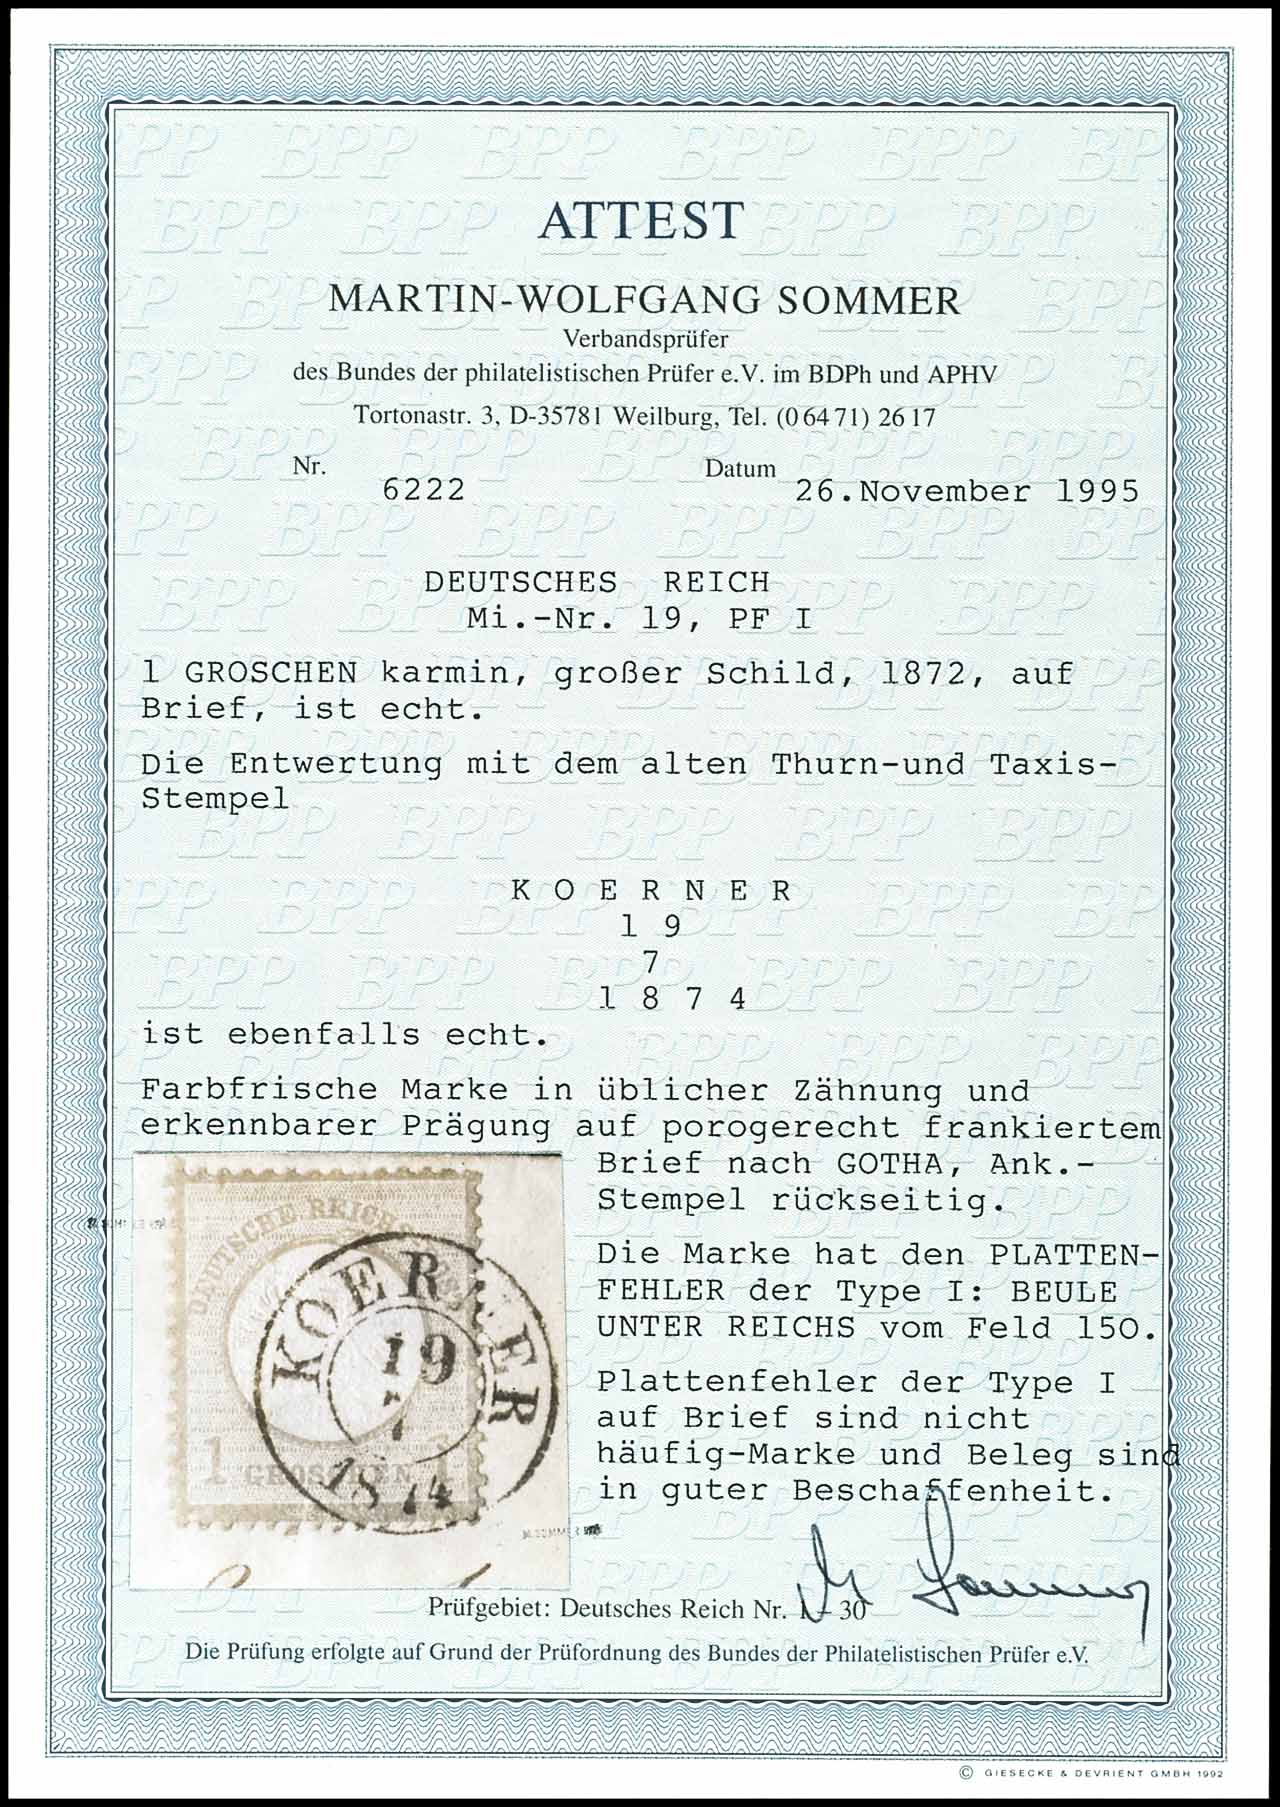 ATTEST
MARTIN-WOLFGANG SOMMER
Verbandsprüfer
des Bundes der philatelistischen Prüfer e.V. im BDPh und APHV
Tortonastr. 3, D-35781 Weilburg, Tel. (0 64 71) 26 17
Nr. 6222 Datum 26.November 1995
DEUTSCHES REICH
Mi.-Nr. 19, PF I
1 GROSCHEN karmin, großer Schild, 1872, auf
Brief, ist echt.
Die Entwertung mit dem alten Thurn-und Taxis-
Stempel
K O E R N E R
1 9
7
1 8 7 4
ist ebenfalls echt.
Farbfrische Marke in üblicher Zähnung und
erkennbarer Prägung auf porogerecht frankiertem
Brief nach GOTHA, Ank.-
Stempel rückseitig.
Die Marke hat den PLATTEN-
FEHLER der Type I: BEULE
UNTER REICHS vom Feld 150.
Plattenfehler der Type I
auf Brief sind nicht
häufig-Marke und Beleg sind
in guter Beschaffenheit.
DEUTSCHE REICHS
KOERNER
19
7
1874
1 GROSCHEN 1
M. Sommer
Prüfgebiet: Deutsches Reich Nr. 1 – 30
Die Prüfung erfolgte auf Grund der Prüfordnung des Bundes der Philatelistischen Prüfer e.V.
© GIESECKE & DEVRIENT GMBH 1992